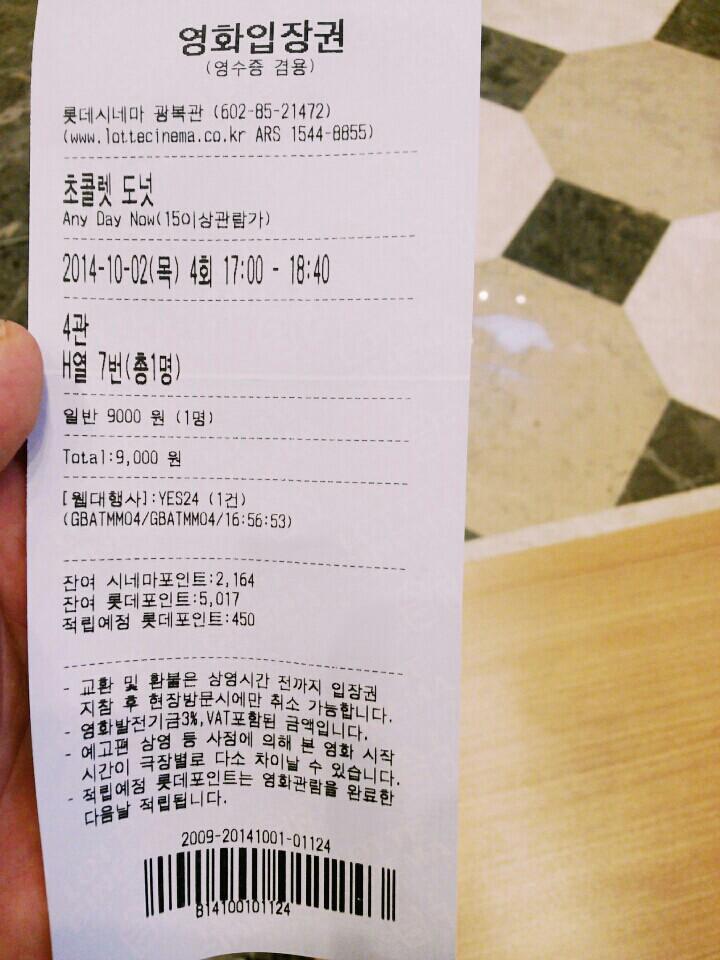 영화입장권
(영수증 겸용)
롯데시네마 광복관 (602-85-21472)
(www.lottecinema.co.kr ARS 1544-8855)
초콜렛 도넛
Any Day Now(15이상관람가)
2014-10-02(목) 4회 17:00 - 18:40
4관
H열 7번(총1명)
일반 9000 원 (1명)
Total:9,000 원
[웹대행사]:YES24 (1건)
(GBATMM04/GBATMM04/16:56:53)
잔여 시네마포인트:2,164
잔여 롯데포인트:5,017
적립예정 롯데포인트:450
- 교환 및 환불은 상영시간 전까지 입장권
지참 후 현장방문시에만 취소 가능합니다.
- 영화발전기금3%,VAT포함된 금액입니다.
- 예고편 상영 등 사정에 의해 본 영화 시작
시간이 극장별로 다소 차이날 수 있습니다.
- 적립예정 롯데포인트는 영화관람을 완료한
다음날 적립됩니다.
2009-20141001-01124
B14100101124